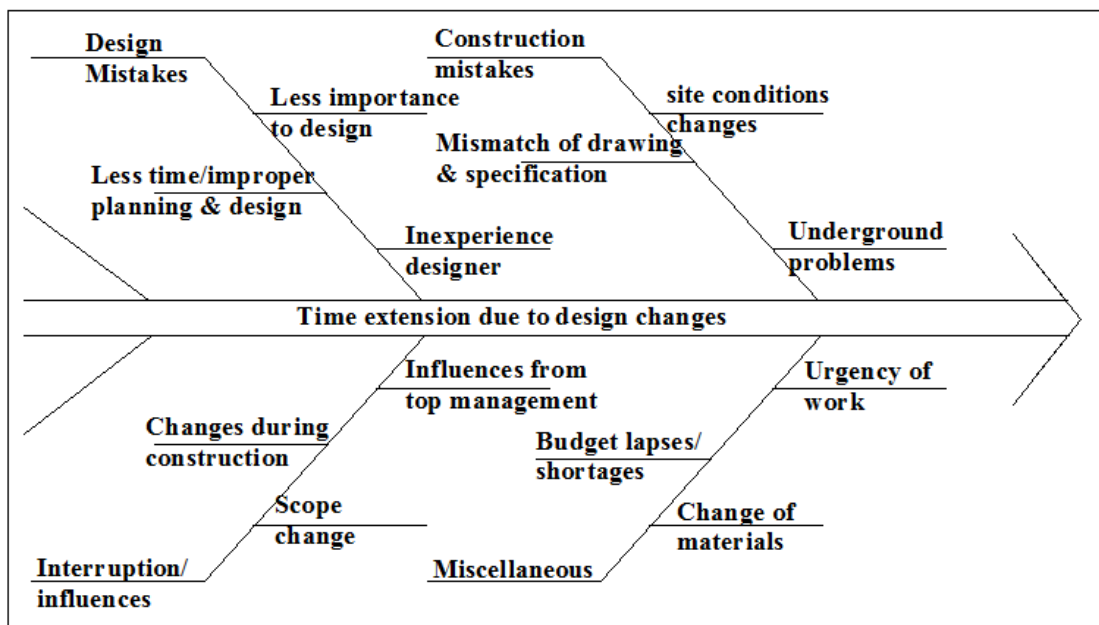 Design
Mistakes
Less importance
to design
Less time/improper
planning & design
Inexperience
designer
Construction
mistakes
site conditions
changes
Mismatch of drawing
& specification
Underground
problems
Time extension due to design changes
Influences from
top management
Changes during
construction
Scope
change
Interruption/
influences
Urgency of
work
Budget lapses/
shortages
Change of
materials
Miscellaneous